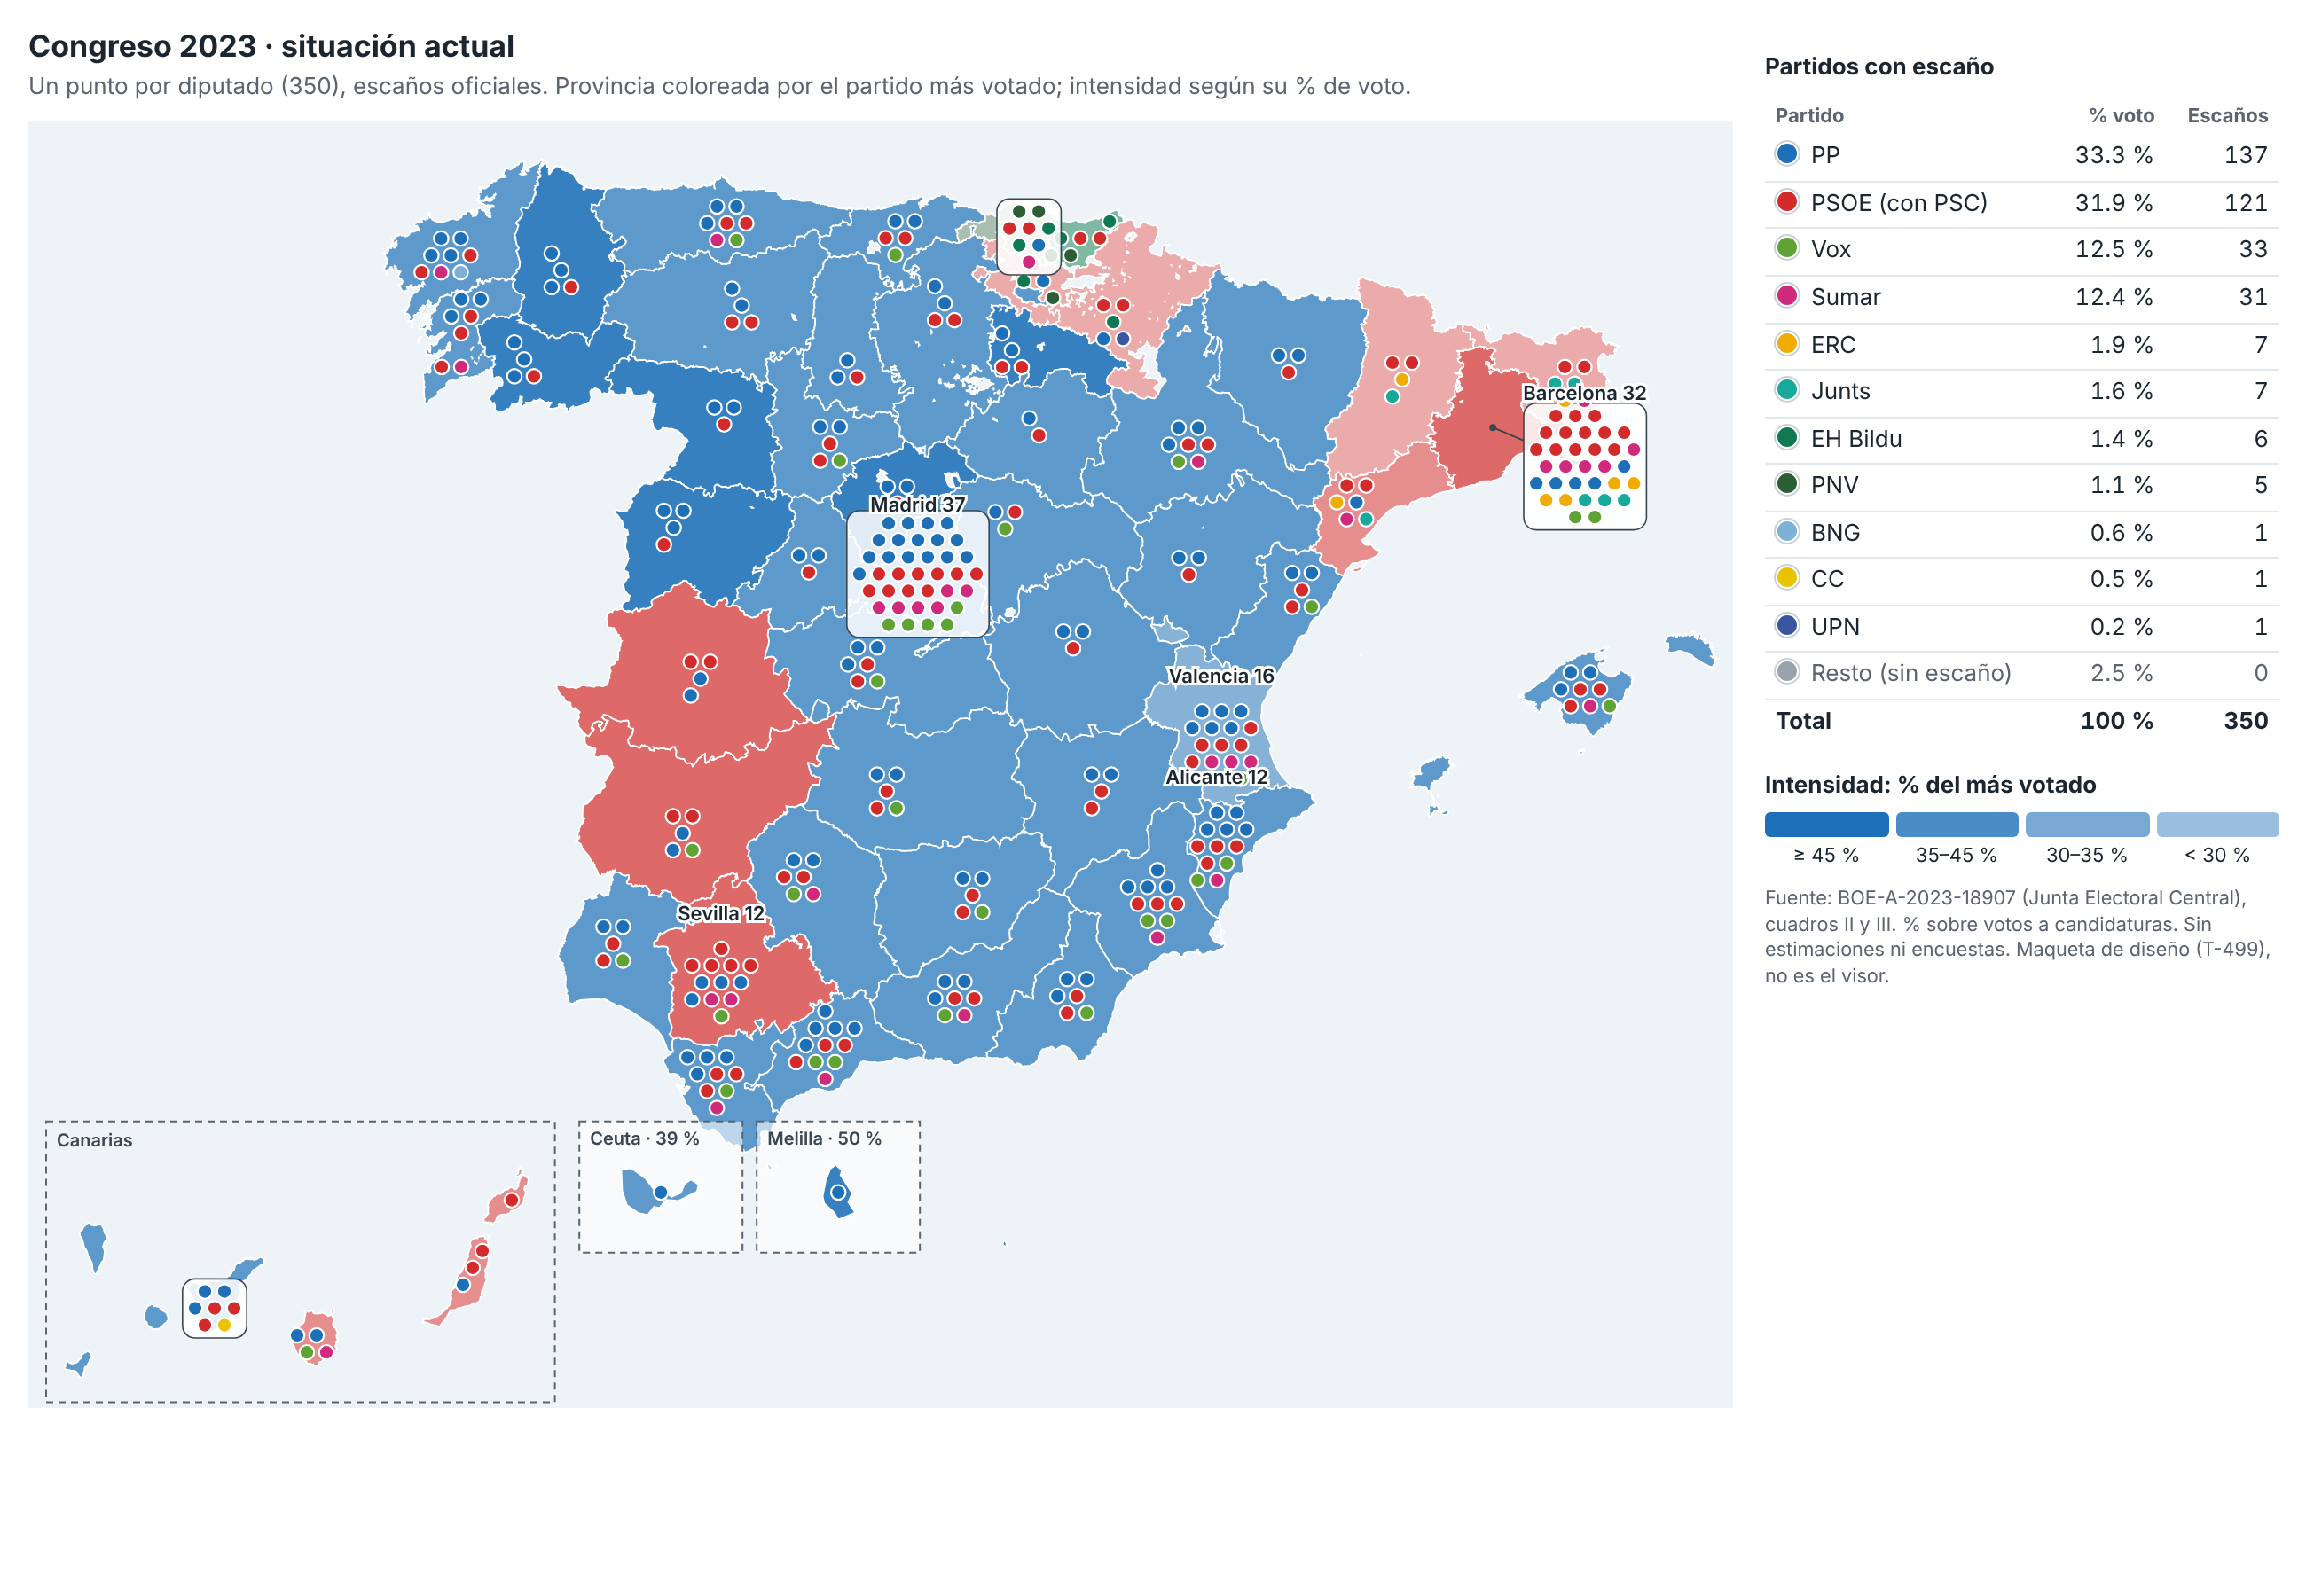 Congreso 2023 · situación actual
Un punto por diputado (350), escaños oficiales. Provincia coloreada por el partido más votado; intensidad según su % de voto.
Barcelona 32
Madrid 37
Valencia 16
Alicante 12
Sevilla 12
Canarias
Ceuta · 39 %
Melilla · 50 %
Partidos con escaño
Partido % voto Escaños
PP 33.3 % 137
PSOE (con PSC) 31.9 % 121
Vox 12.5 % 33
Sumar 12.4 % 31
ERC 1.9 % 7
Junts 1.6 % 7
EH Bildu 1.4 % 6
PNV 1.1 % 5
BNG 0.6 % 1
CC 0.5 % 1
UPN 0.2 % 1
Resto (sin escaño) 2.5 % 0
Total 100 % 350
Intensidad: % del más votado
≥ 45 % 35–45 % 30–35 % < 30 %
Fuente: BOE-A-2023-18907 (Junta Electoral Central),
cuadros II y III. % sobre votos a candidaturas. Sin
estimaciones ni encuestas. Maqueta de diseño (T-499),
no es el visor.